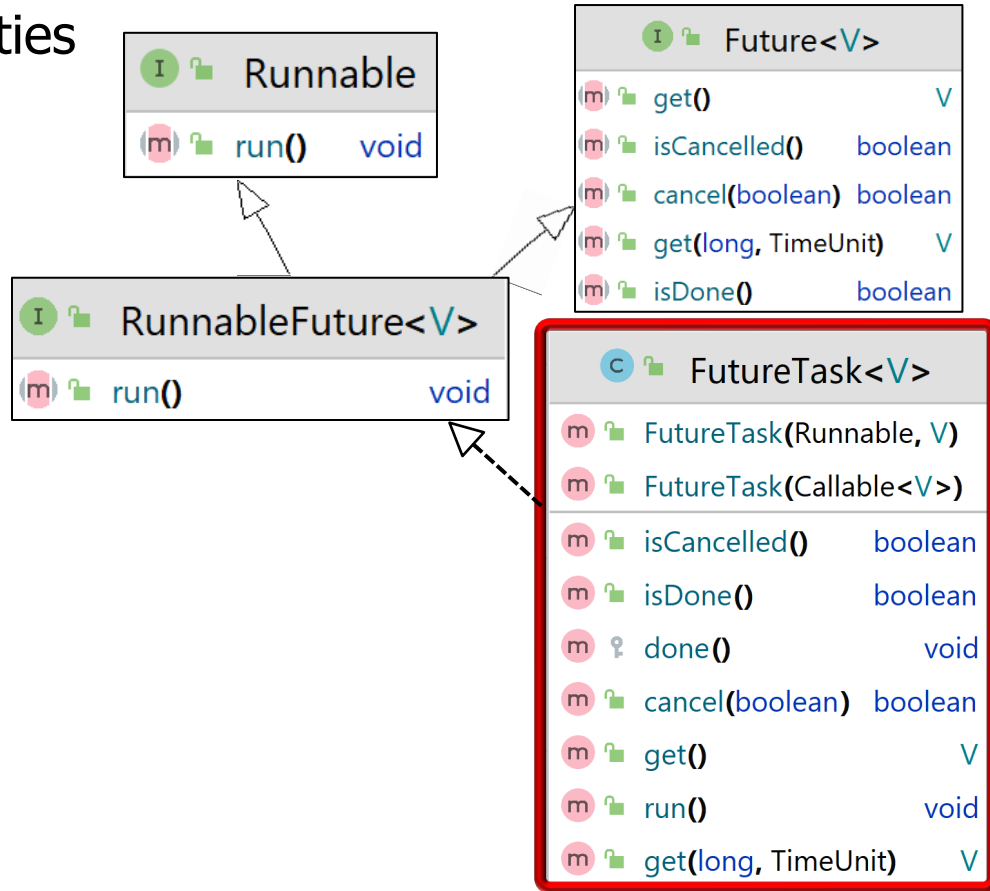 ties
I Runnable
m run() void
I Future<V>
m get() V
m isCancelled() boolean
m cancel(boolean) boolean
m get(long, TimeUnit) V
m isDone() boolean
I RunnableFuture<V>
m run() void
C FutureTask<V>
m FutureTask(Runnable, V)
m FutureTask(Callable<V>)
m isCancelled() boolean
m isDone() boolean
m done() void
m cancel(boolean) boolean
m get() V
m run() void
m get(long, TimeUnit) V